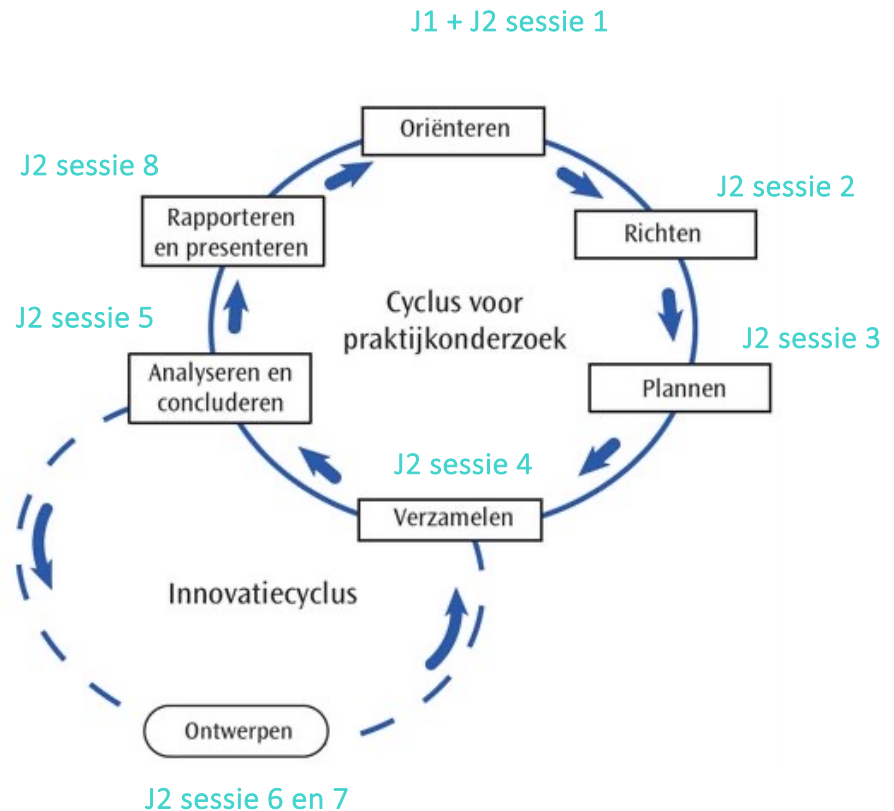 J1 + J2 sessie 1
Oriënteren
J2 sessie 8
J2 sessie 2
Rapporteren
en presenteren
Richten
Cyclus voor
praktijkonderzoek
J2 sessie 5
J2 sessie 3
Analyseren en
concluderen
Plannen
J2 sessie 4
Verzamelen
Innovatiecyclus
Ontwerpen
J2 sessie 6 en 7